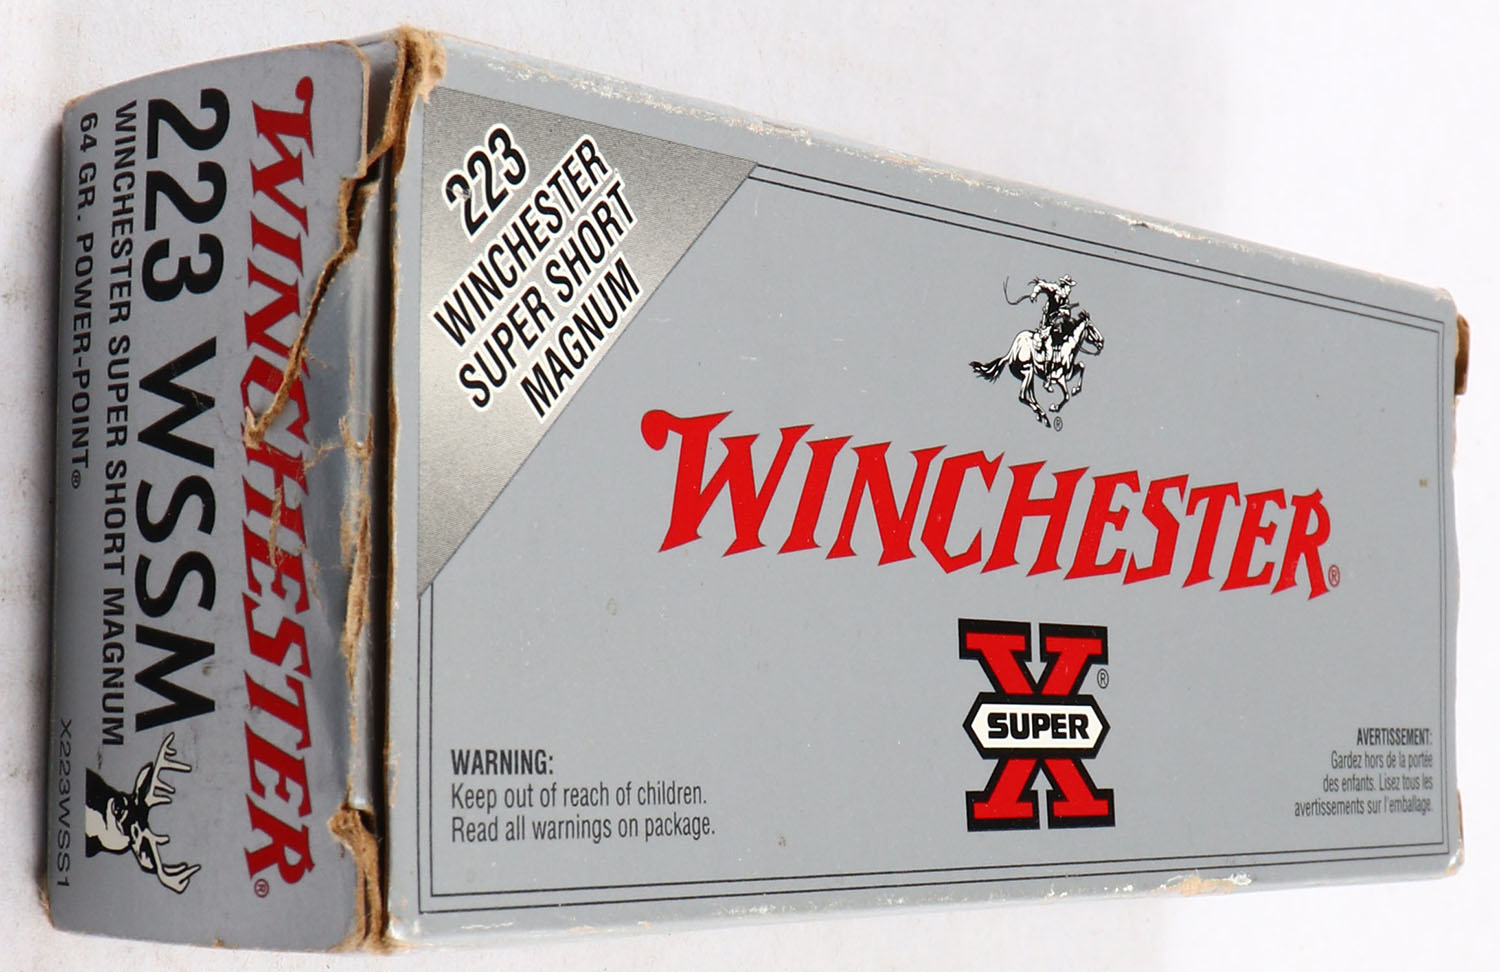 WINCHESTER®
223 WSSM
WINCHESTER SUPER SHORT MAGNUM
64 GR. POWER-POINT®
X223WSS1
223
WINCHESTER
SUPER SHORT
MAGNUM
®
WINCHESTER®
X®
SUPER
WARNING:
Keep out of reach of children.
Read all warnings on package.
AVERTISSEMENT:
Gardez hors de la portée
des enfants. Lisez tous les
avertissements sur l'emballage.